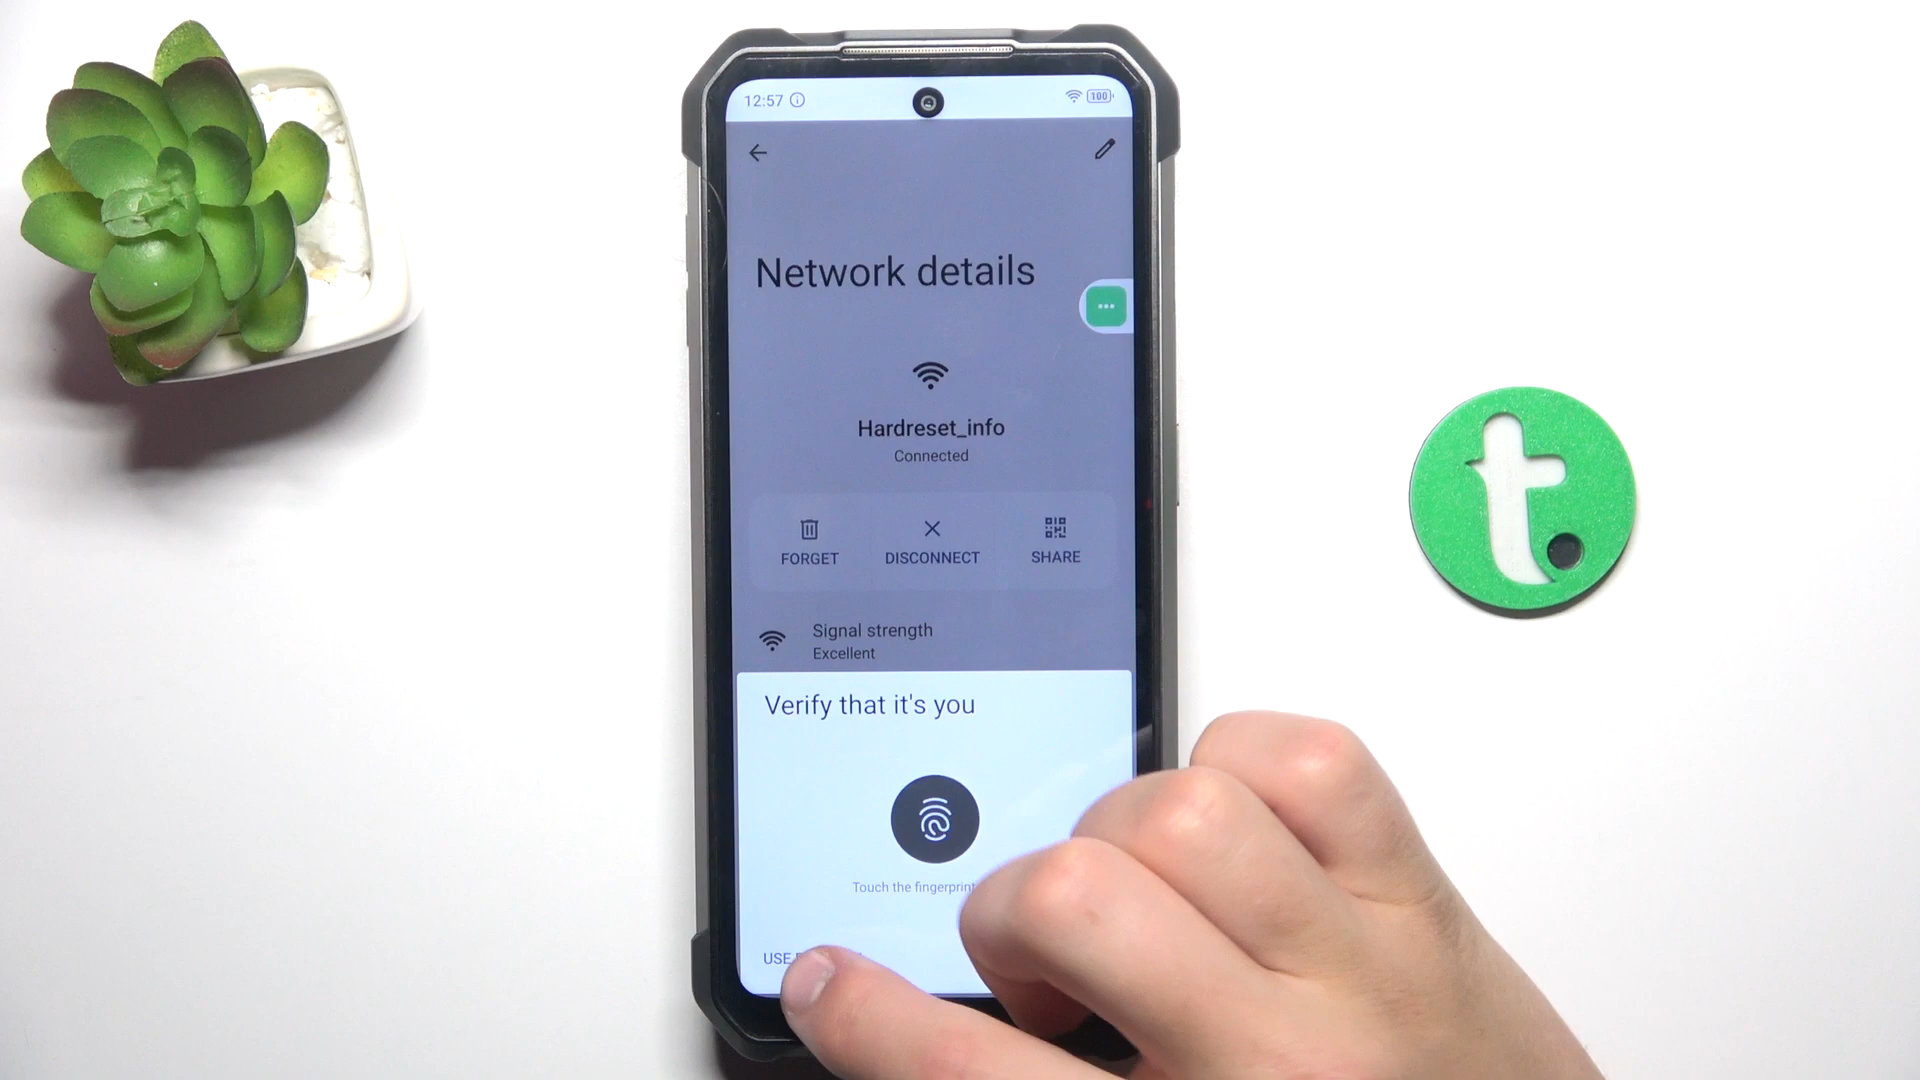 12:57
100
Network details
Hardreset_info
Connected
FORGET
DISCONNECT
SHARE
Signal strength
Excellent
Verify that it's you
Touch the fingerprint
USE
t.